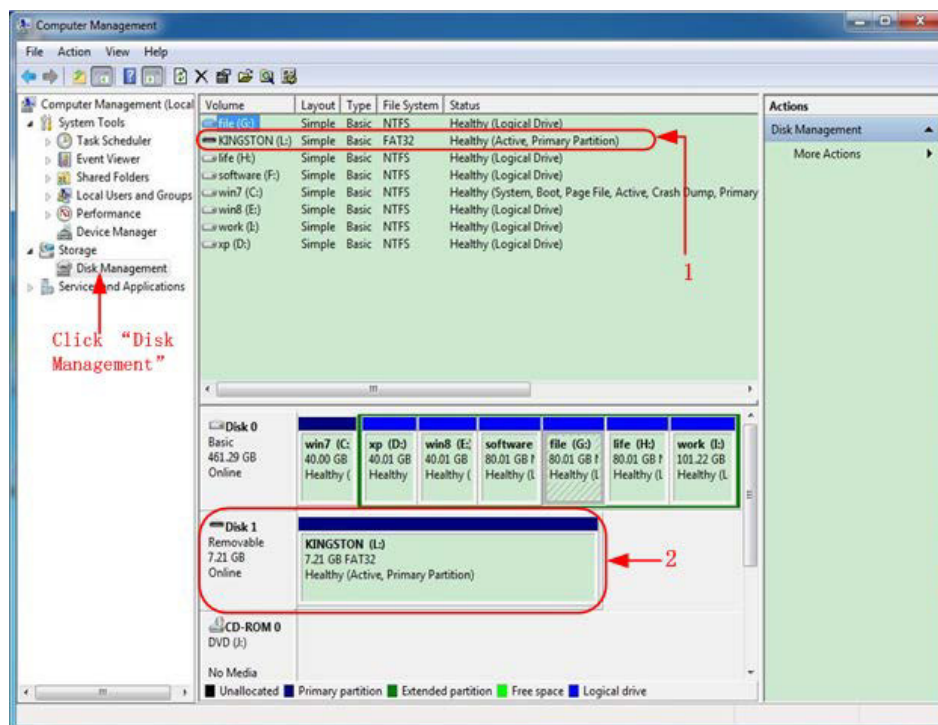 Computer Management
File Action View Help
Computer Management (Local
System Tools
Task Scheduler
Event Viewer
Shared Folders
Local Users and Groups
Performance
Device Manager
Storage
Disk Management
Services and Applications
Click “Disk
Management”
Volume Layout Type File System Status
file (G:) Simple Basic NTFS Healthy (Logical Drive)
KINGSTON (L:) Simple Basic FAT32 Healthy (Active, Primary Partition)
life (H:) Simple Basic NTFS Healthy (Logical Drive)
software (F:) Simple Basic NTFS Healthy (Logical Drive)
win7 (C:) Simple Basic NTFS Healthy (System, Boot, Page File, Active, Crash Dump, Primary
win8 (E:) Simple Basic NTFS Healthy (Logical Drive)
work (I:) Simple Basic NTFS Healthy (Logical Drive)
xp (D:) Simple Basic NTFS Healthy (Logical Drive)
1
Actions
Disk Management
More Actions
Disk 0
Basic
461.29 GB
Online
win7 (C:
40.00 GB
Healthy (
xp (D:)
40.01 GB
Healthy
win8 (E:
40.01 GB
Healthy (
software
80.01 GB
Healthy (L
file (G:)
80.01 GB
Healthy (L
life (H:)
80.01 GB
Healthy (L
work (I:)
101.22 GB
Healthy (L
Disk 1
Removable
7.21 GB
Online
KINGSTON (L:)
7.21 GB FAT32
Healthy (Active, Primary Partition)
2
CD-ROM 0
DVD (J:)
No Media
Unallocated Primary partition Extended partition Free space Logical drive